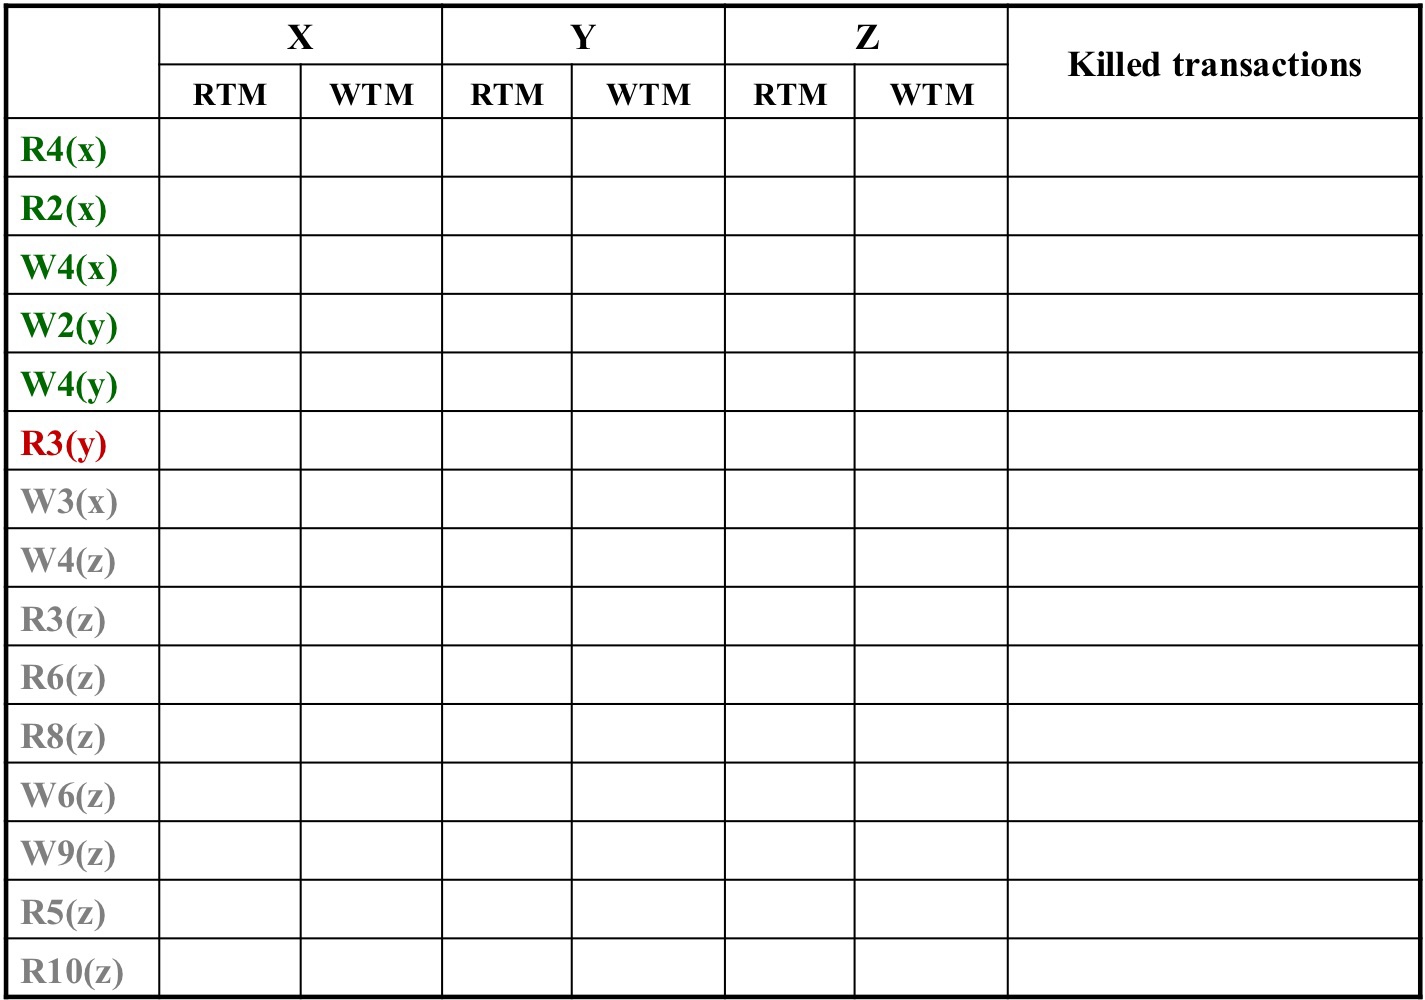 X Y Z Killed transactions
RTM WTM RTM WTM RTM WTM
R4(x)
R2(x)
W4(x)
W2(y)
W4(y)
R3(y)
W3(x)
W4(z)
R3(z)
R6(z)
R8(z)
W6(z)
W9(z)
R5(z)
R10(z)